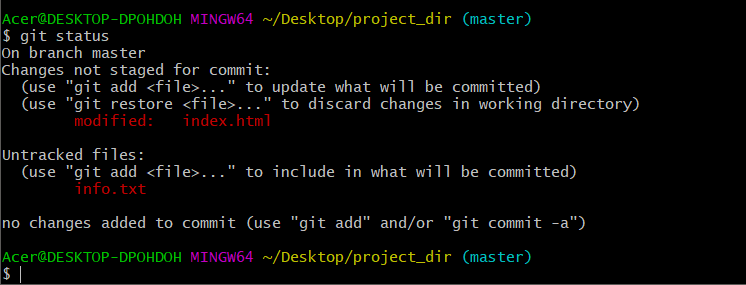 Acer@DESKTOP-DPOHDOH MINGW64 ~/Desktop/project_dir (master)
$ git status
On branch master
Changes not staged for commit:
  (use "git add <file>..." to update what will be committed)
  (use "git restore <file>..." to discard changes in working directory)
        modified:   index.html

Untracked files:
  (use "git add <file>..." to include in what will be committed)
        info.txt

no changes added to commit (use "git add" and/or "git commit -a")

Acer@DESKTOP-DPOHDOH MINGW64 ~/Desktop/project_dir (master)
$